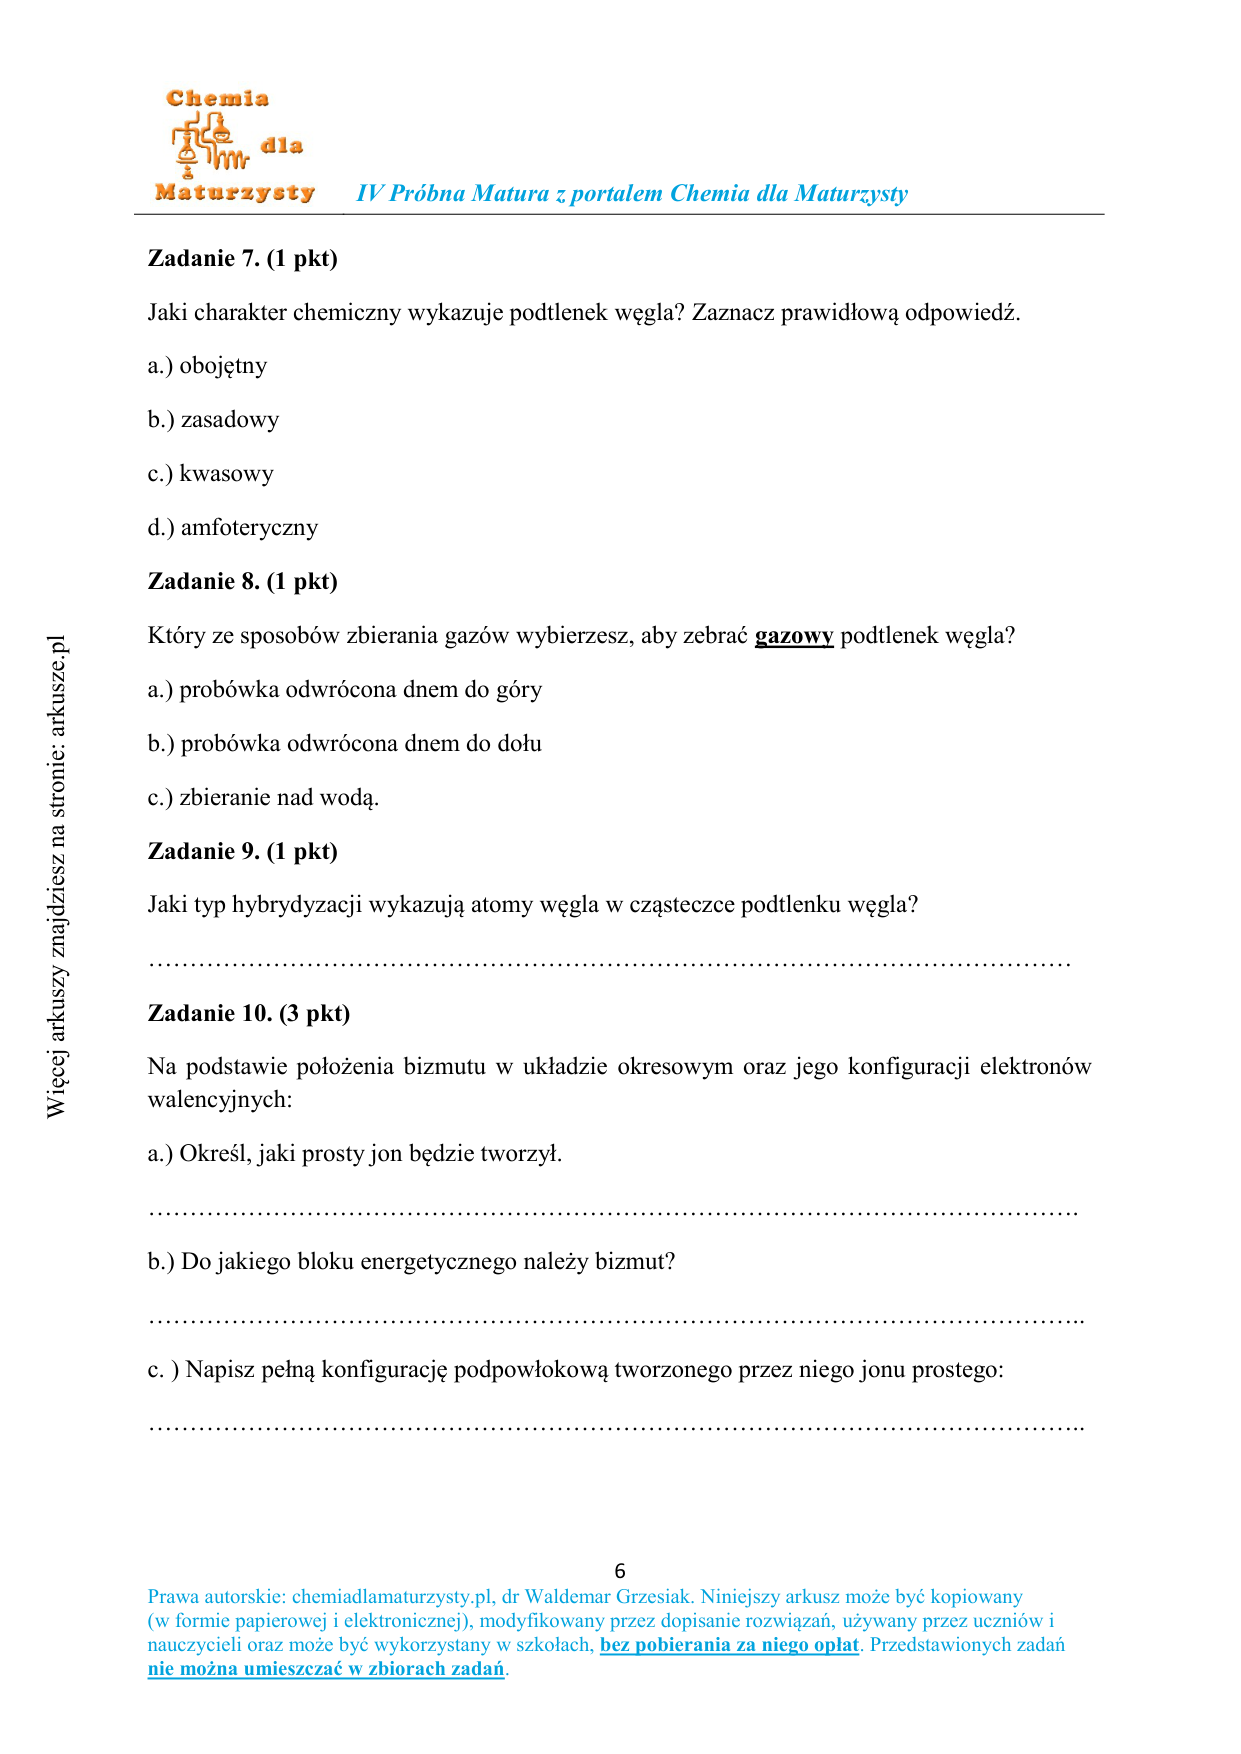 Chemia
dla
Maturzysty
IV Próbna Matura z portalem Chemia dla Maturzysty
Zadanie 7. (1 pkt)
Jaki charakter chemiczny wykazuje podtlenek węgla? Zaznacz prawidłową odpowiedź.
a.) obojętny
b.) zasadowy
c.) kwasowy
d.) amfoteryczny
Zadanie 8. (1 pkt)
Który ze sposobów zbierania gazów wybierzesz, aby zebrać gazowy podtlenek węgla?
a.) probówka odwrócona dnem do góry
b.) probówka odwrócona dnem do dołu
c.) zbieranie nad wodą.
Zadanie 9. (1 pkt)
Jaki typ hybrydyzacji wykazują atomy węgla w cząsteczce podtlenku węgla?
…………………………………………………………………………………………………
Zadanie 10. (3 pkt)
Na podstawie położenia bizmutu w układzie okresowym oraz jego konfiguracji elektronów
walencyjnych:
a.) Określ, jaki prosty jon będzie tworzył.
………………………………………………………………………………………………….
b.) Do jakiego bloku energetycznego należy bizmut?
…………………………………………………………………………………………………..
c. ) Napisz pełną konfigurację podpowłokową tworzonego przez niego jonu prostego:
…………………………………………………………………………………………………..
Więcej arkuszy znajdziesz na stronie: arkusze.pl
6
Prawa autorskie: chemiadlamaturzysty.pl, dr Waldemar Grzesiak. Niniejszy arkusz może być kopiowany
(w formie papierowej i elektronicznej), modyfikowany przez dopisanie rozwiązań, używany przez uczniów i
nauczycieli oraz może być wykorzystany w szkołach, bez pobierania za niego opłat. Przedstawionych zadań
nie można umieszczać w zbiorach zadań.